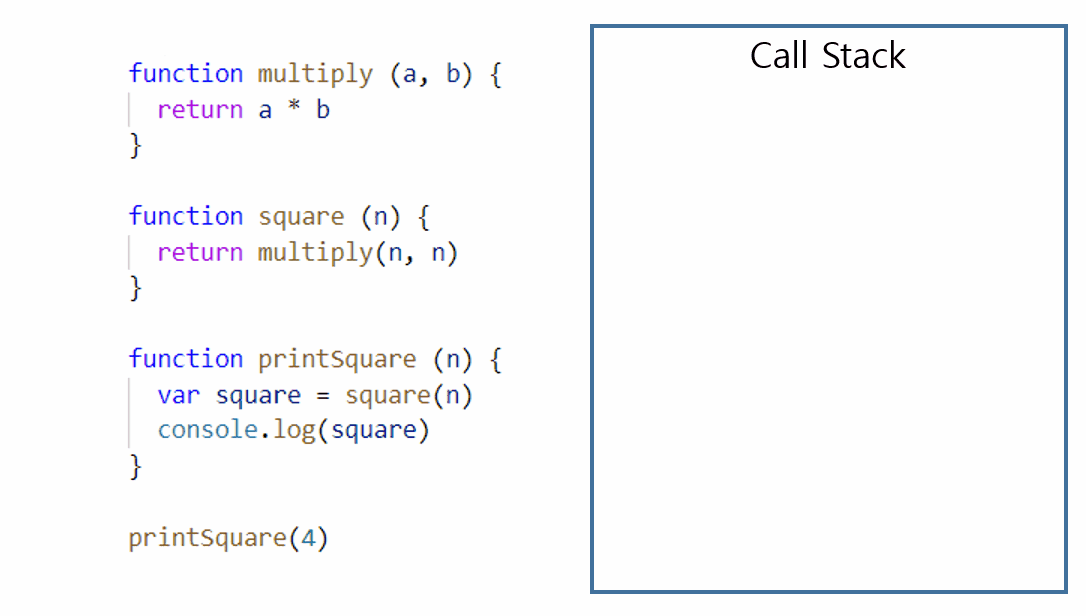 function multiply (a, b) {
  return a * b
}
function square (n) {
  return multiply(n, n)
}
function printSquare (n) {
  var square = square(n)
  console.log(square)
}
printSquare(4)
Call Stack